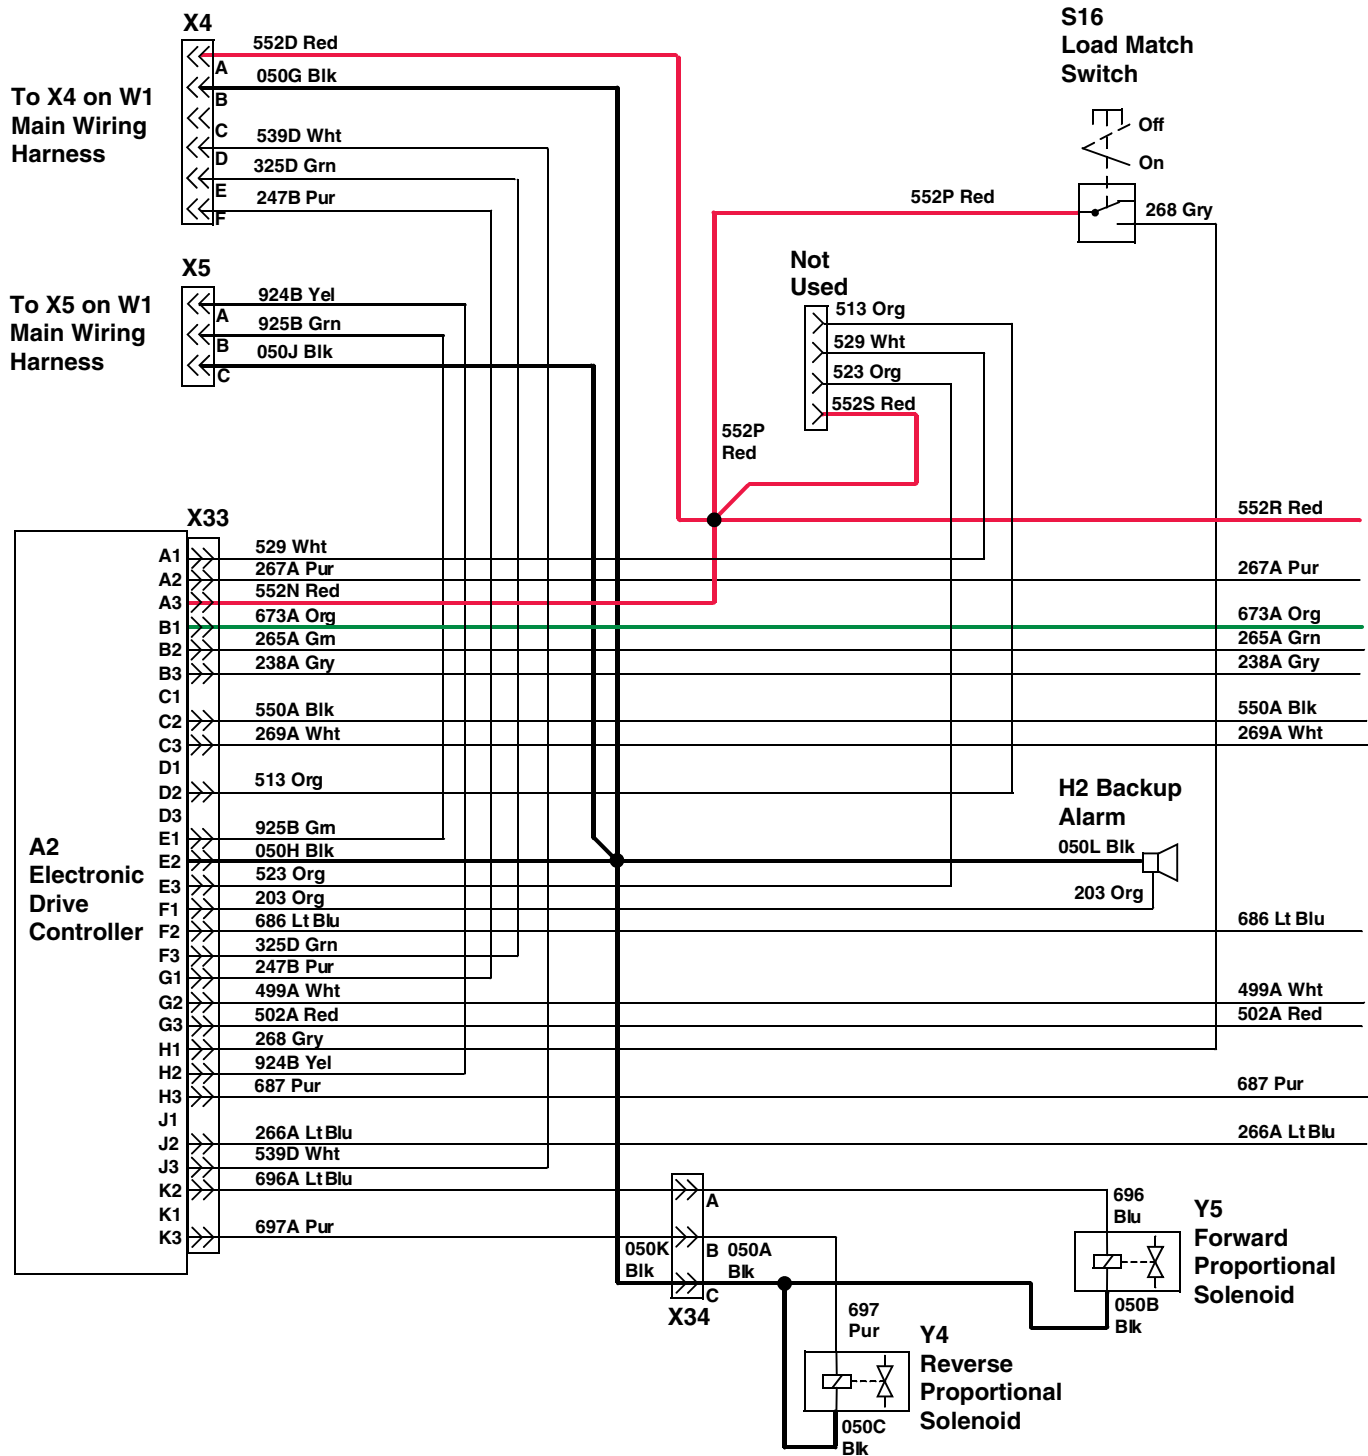 X4
552D Red
A
050G Blk
B
C
539D Wht
D
325D Grn
E
247B Pur
F
To X4 on W1
Main Wiring
Harness
S16
Load Match
Switch
Off
On
552P Red
268 Gry
X5
924B Yel
A
925B Grn
B
050J Blk
C
To X5 on W1
Main Wiring
Harness
Not
Used
513 Org
529 Wht
523 Org
552S Red
552P
Red
X33
A2
Electronic
Drive
Controller
A1 529 Wht
A2 267A Pur 267A Pur
A3 552N Red 552R Red
B1 673A Org 673A Org
B2 265A Grn 265A Grn
B3 238A Gry 238A Gry
C1
C2 550A Blk 550A Blk
C3 269A Wht 269A Wht
D1
D2 513 Org
D3
E1 925B Grn
E2 050H Blk
E3 523 Org
F1 203 Org
F2 686 Lt Blu 686 Lt Blu
F3 325D Grn
G1 247B Pur
G2 499A Wht 499A Wht
G3 502A Red 502A Red
H1 268 Gry
H2 924B Yel
H3 687 Pur 687 Pur
J1
J2 266A Lt Blu 266A Lt Blu
J3 539D Wht
K2 696A Lt Blu
K1
K3 697A Pur
H2 Backup
Alarm
050L Blk
203 Org
A
B
C
X34
050K
Blk
050A
Blk
696
Blu
Y5
Forward
Proportional
Solenoid
050B
Blk
697
Pur
Y4
Reverse
Proportional
Solenoid
050C
Blk